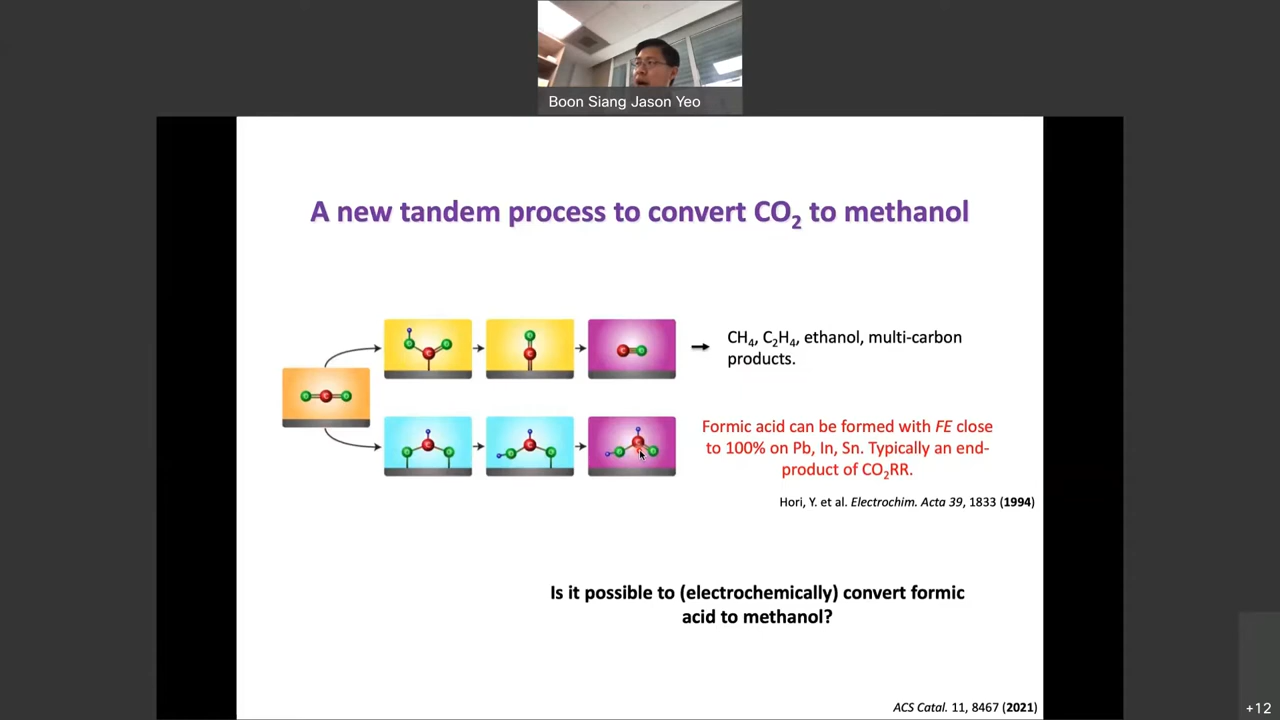 Boon Siang Jason Yeo
A new tandem process to convert CO₂ to methanol
CH₄, C₂H₄, ethanol, multi-carbon
products.
Formic acid can be formed with FE close
to 100% on Pb, In, Sn. Typically an end-
product of CO₂RR.
Hori, Y. et al. Electrochim. Acta 39, 1833 (1994)
Is it possible to (electrochemically) convert formic
acid to methanol?
ACS Catal. 11, 8467 (2021)
+12